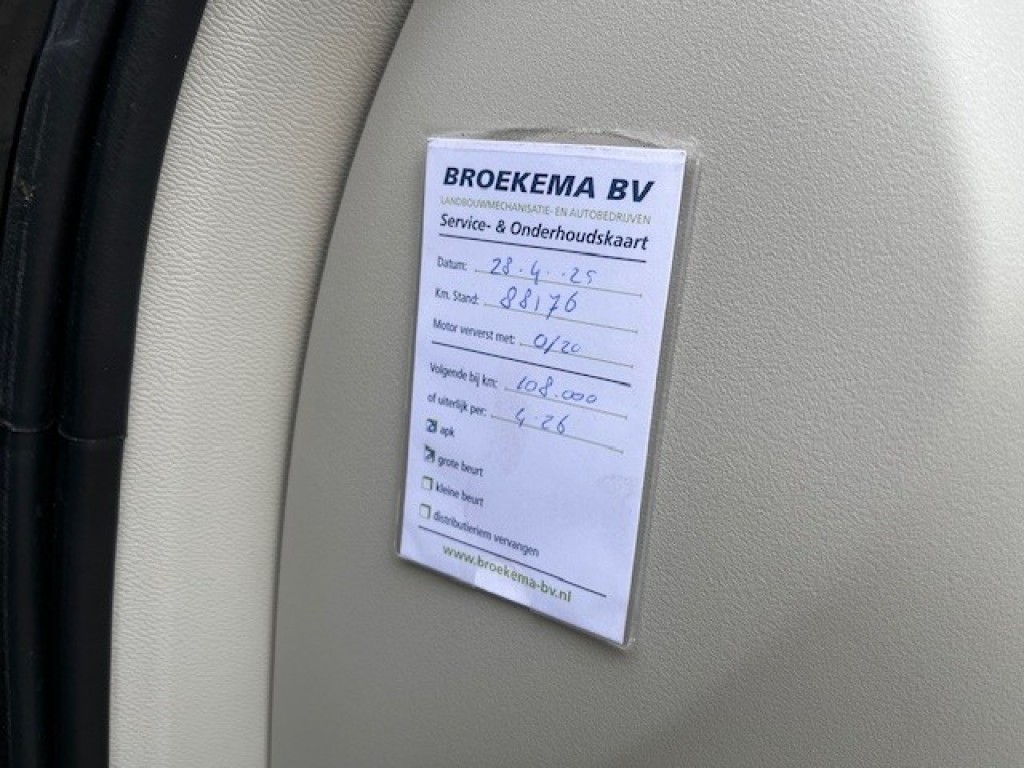 BROEKEMA BV
LANDBOUWMECHANISATIE- EN AUTOBEDRIJVEN
Service- & Onderhoudskaart
Datum: 28.4.25
Km. Stand: 88176
Motor ververst met: 0/20
Volgende bij km: 108.000
of uiterlijk per: 4-26
apk
grote beurt
kleine beurt
distributieriem vervangen
www.broekema-bv.nl